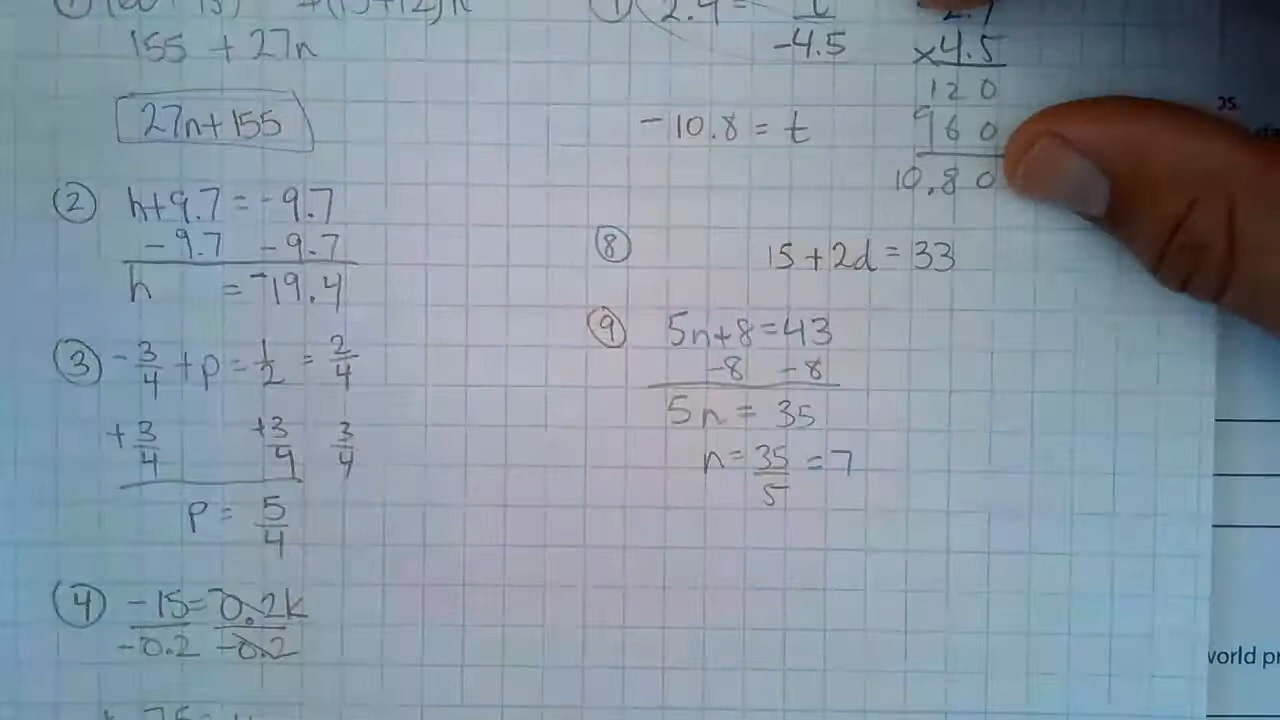 155 + 27n
27n+155
② h+9.7 = -9.7
-9.7 -9.7
h = -19.4
③ -3/4 + p = 1/2 = 2/4
+3/4 +3/4 3/4
p = 5/4
④ -15 = -0.2k
-0.2 -0.2
-4.5
×4.5
120
960
10.80
-10.8 = t
⑧ 15+2d = 33
⑨ 5n+8=43
-8 -8
5n = 35
n = 35/5 = 7
35.
world pr